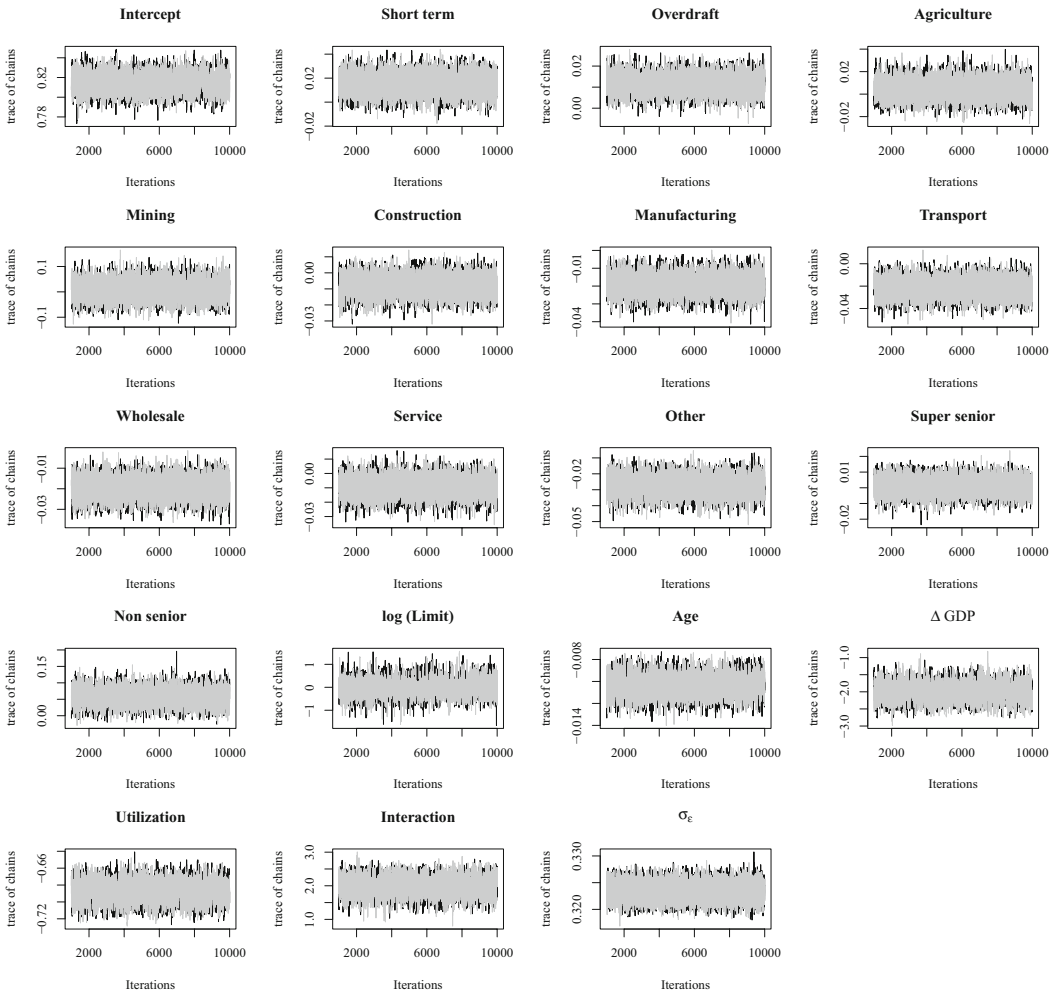 Intercept
trace of chains
0.78 0.82
2000 6000 10000
Iterations
Short term
trace of chains
−0.02 0.02
2000 6000 10000
Iterations
Overdraft
trace of chains
0.00 0.02
2000 6000 10000
Iterations
Agriculture
trace of chains
−0.02 0.02
2000 6000 10000
Iterations
Mining
trace of chains
−0.1 0.1
2000 6000 10000
Iterations
Construction
trace of chains
−0.03 0.00
2000 6000 10000
Iterations
Manufacturing
trace of chains
−0.04 −0.01
2000 6000 10000
Iterations
Transport
trace of chains
−0.04 0.00
2000 6000 10000
Iterations
Wholesale
trace of chains
−0.03 −0.01
2000 6000 10000
Iterations
Service
trace of chains
−0.03 0.00
2000 6000 10000
Iterations
Other
trace of chains
−0.05 −0.02
2000 6000 10000
Iterations
Super senior
trace of chains
−0.02 0.01
2000 6000 10000
Iterations
Non senior
trace of chains
0.00 0.15
2000 6000 10000
Iterations
log (Limit)
trace of chains
−1 0 1
2000 6000 10000
Iterations
Age
trace of chains
−0.014 −0.008
2000 6000 10000
Iterations
Δ GDP
trace of chains
−3.0 −2.0 −1.0
2000 6000 10000
Iterations
Utilization
trace of chains
−0.72 −0.66
2000 6000 10000
Iterations
Interaction
trace of chains
1.0 2.0 3.0
2000 6000 10000
Iterations
σε
trace of chains
0.320 0.330
2000 6000 10000
Iterations